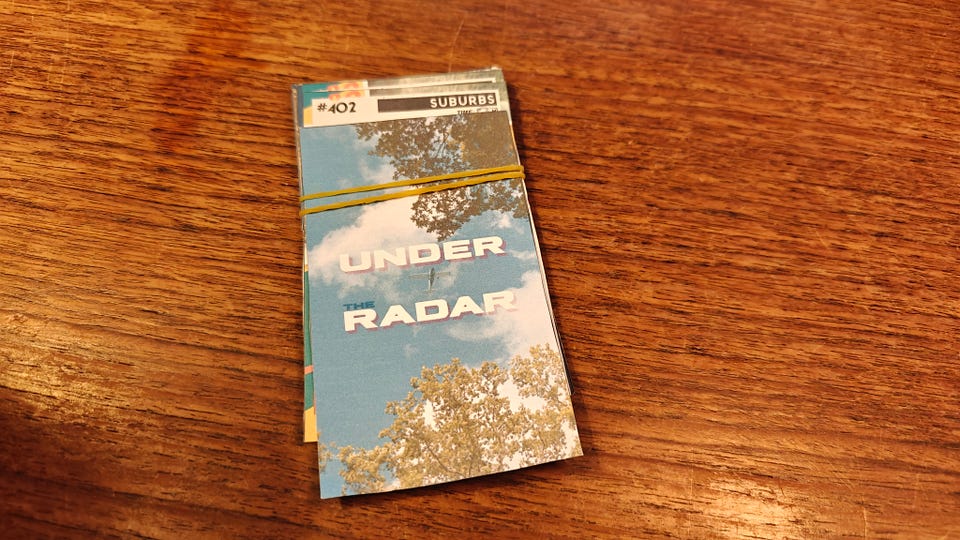 #402 SUBURBS
UNDER
THE
RADAR